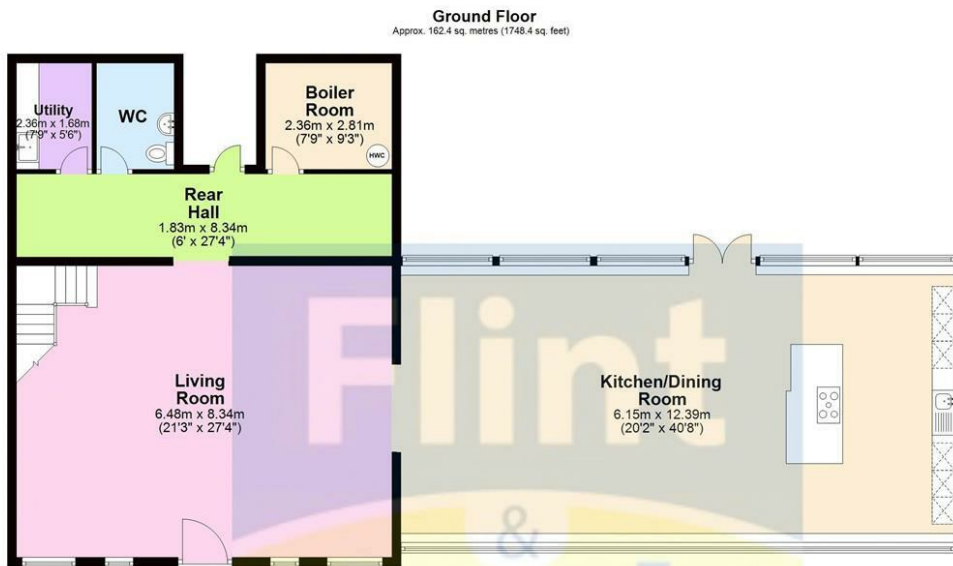 Ground Floor
Approx. 162.4 sq. metres (1748.4 sq. feet)
Utility
2.36m x 1.68m
(7'9" x 5'6")
WC
Boiler
Room
2.36m x 2.81m
(7'9" x 9'3")
HWC
Rear
Hall
1.83m x 8.34m
(6' x 27'4")
Living
Room
6.48m x 8.34m
(21'3" x 27'4")
Kitchen/Dining
Room
6.15m x 12.39m
(20'2" x 40'8")
Flint
&